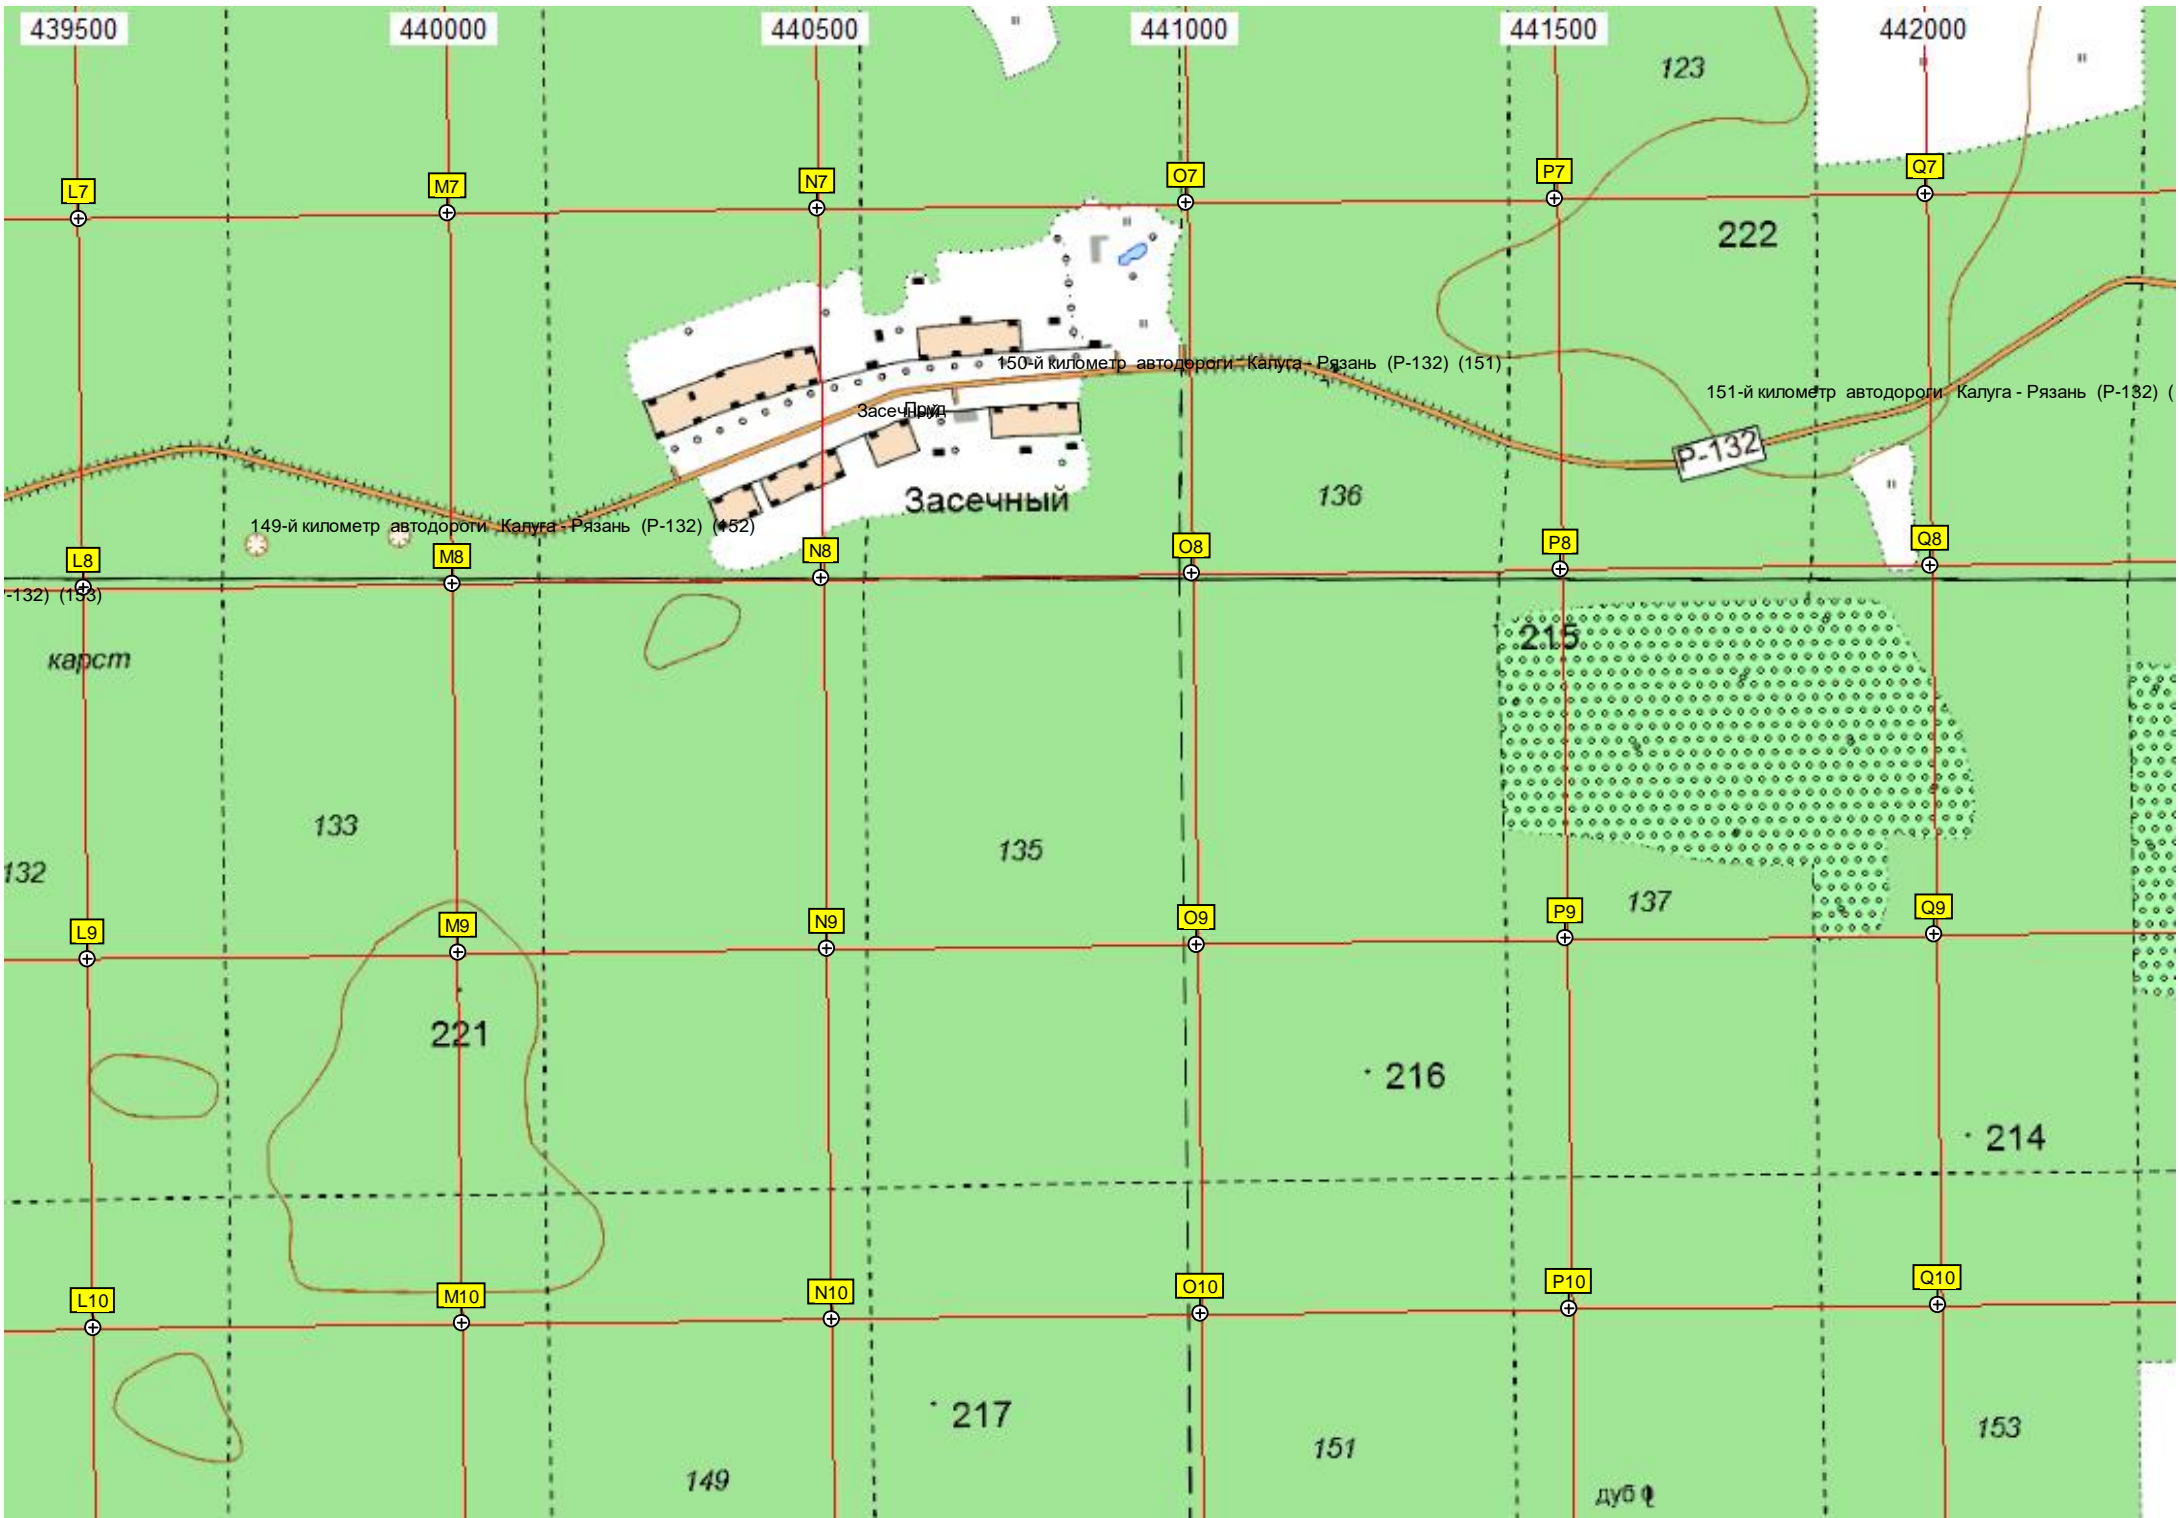 439500 440000 440500 441000 441500 442000
123
L7 M7 N7 O7 P7 Q7
222
150-й километр автодороги Калуга - Рязань (Р-132) (151)
151-й километр автодороги Калуга - Рязань (Р-132) (
Засечный
Пруд
Р-132
Засечный
136
149-й километр автодороги Калуга - Рязань (Р-132) (152)
L8 M8 N8 O8 P8 Q8
-132) (153)
215
карст
133
135
132
137
L9 M9 N9 O9 P9 Q9
221
216
214
L10 M10 N10 O10 P10 Q10
217
151
153
149
дуб